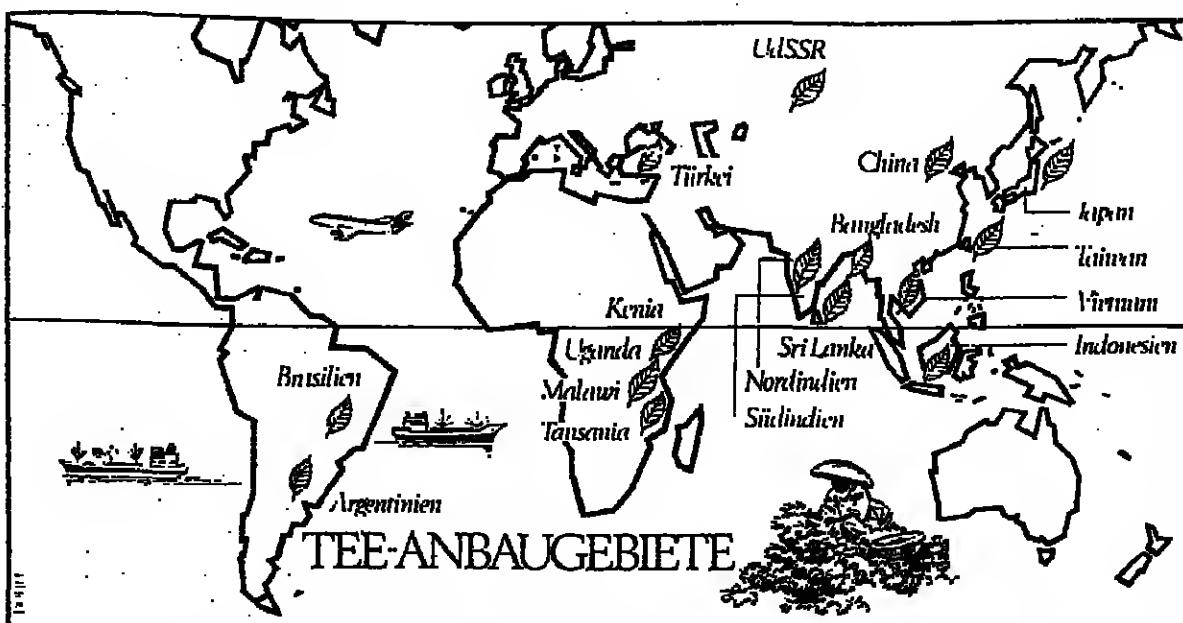 UdSSR
China
Türkei
Japan
Bangladesh
Taiwan
Kenia
Vietnam
Uganda
Sri Lanka
Indonesien
Brasilien
Malawi
Nordindien
Tansania
Südindien
Argentinien
TEE-ANBAUGEBIETE